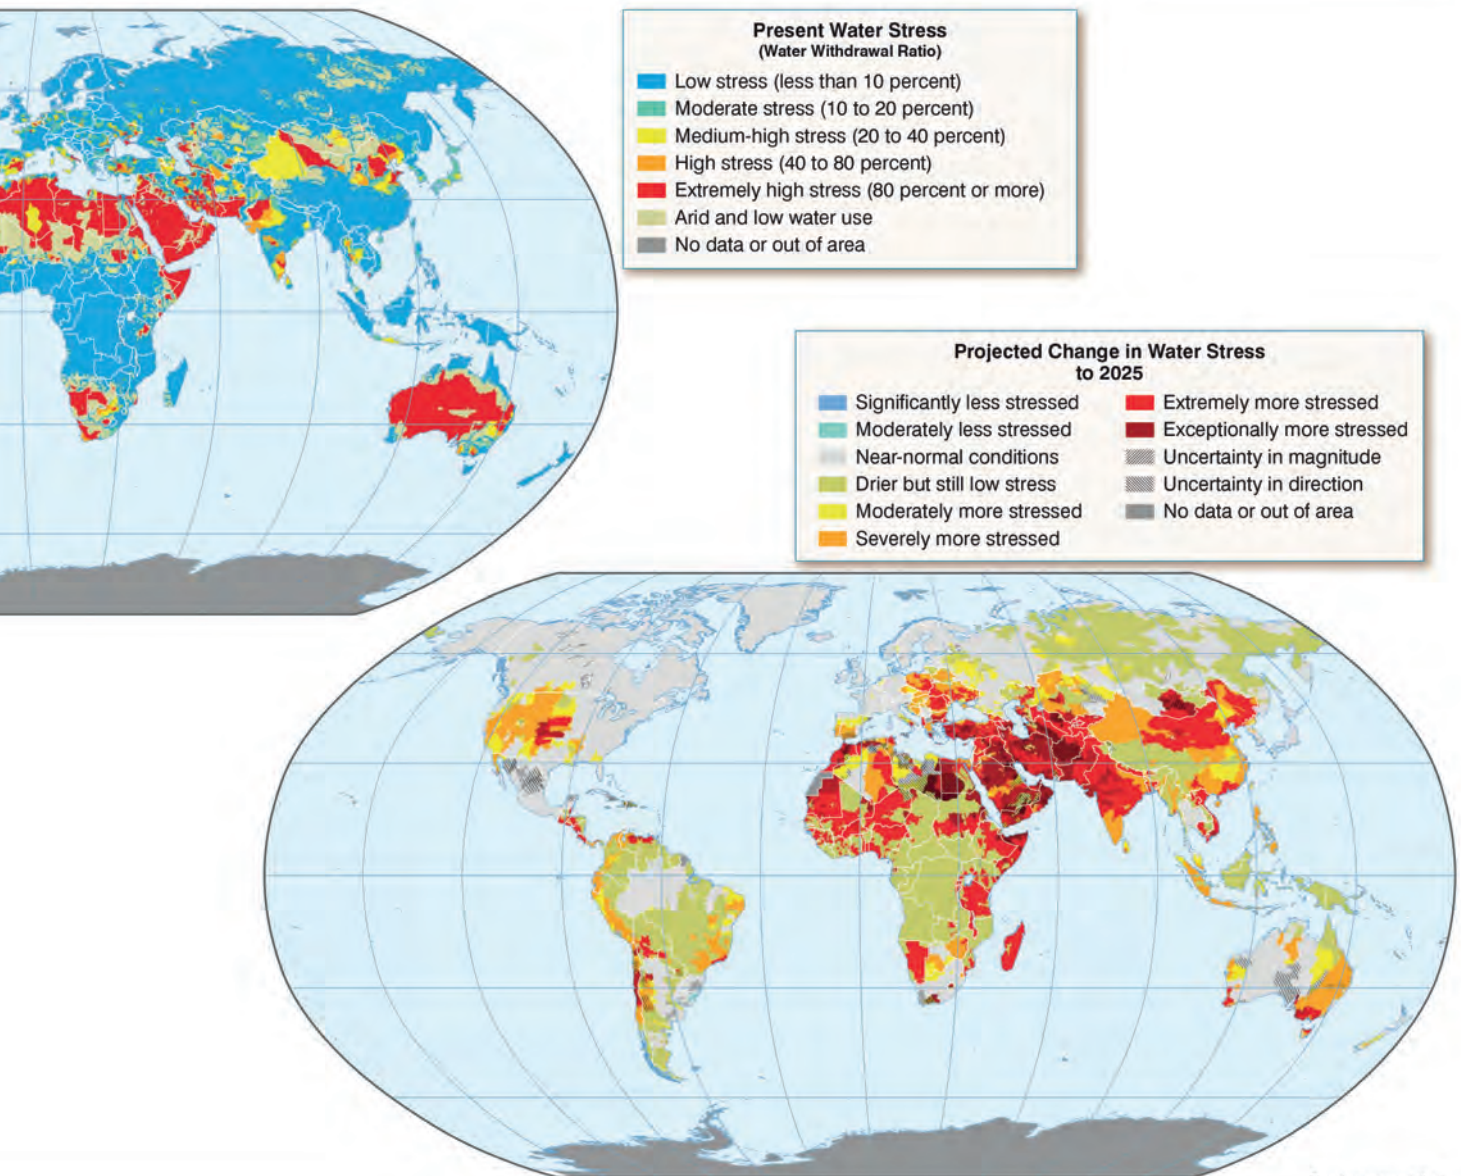 Present Water Stress
(Water Withdrawal Ratio)
Low stress (less than 10 percent)
Moderate stress (10 to 20 percent)
Medium-high stress (20 to 40 percent)
High stress (40 to 80 percent)
Extremely high stress (80 percent or more)
Arid and low water use
No data or out of area
Projected Change in Water Stress
to 2025
Significantly less stressed
Moderately less stressed
Near-normal conditions
Drier but still low stress
Moderately more stressed
Severely more stressed
Extremely more stressed
Exceptionally more stressed
Uncertainty in magnitude
Uncertainty in direction
No data or out of area